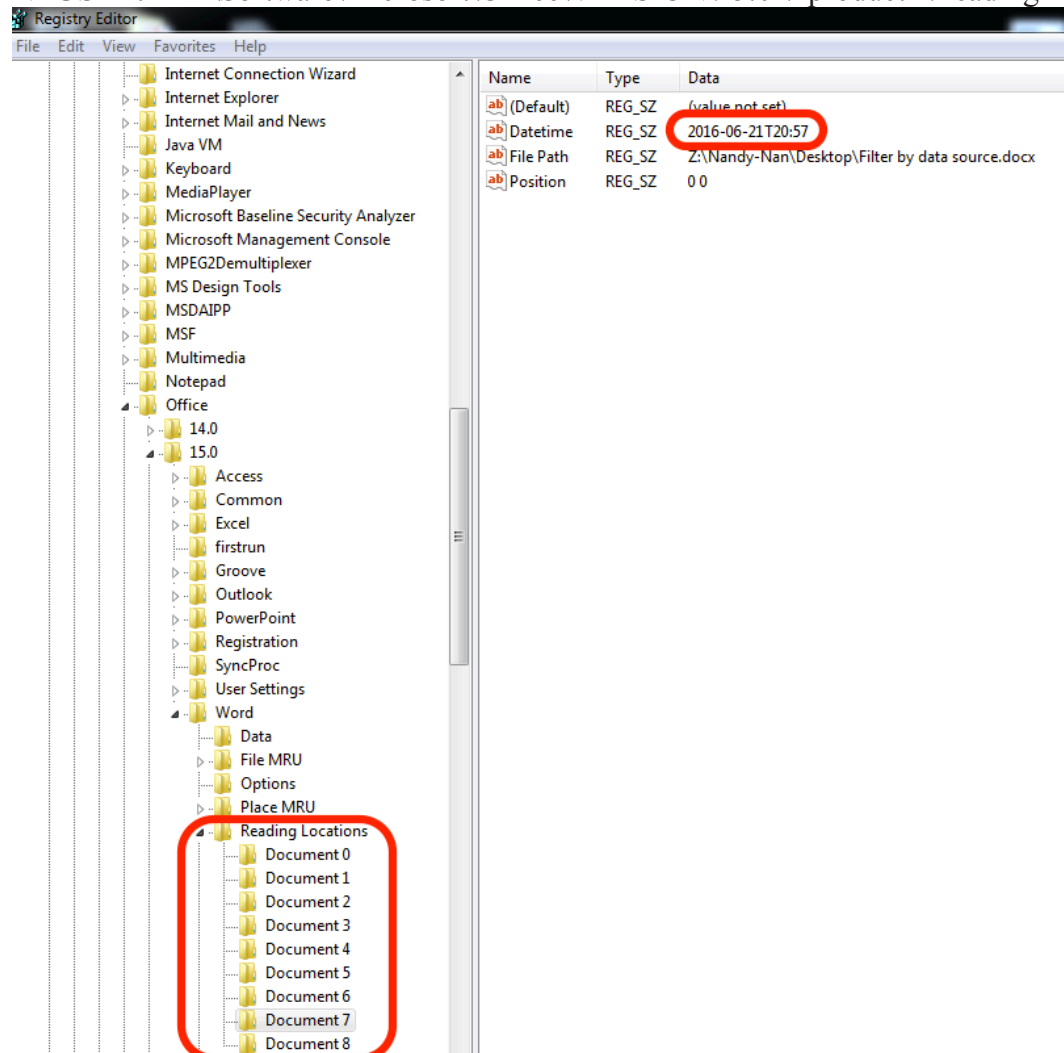 Registry Editor
File Edit View Favorites Help
Internet Connection Wizard
Internet Explorer
Internet Mail and News
Java VM
Keyboard
MediaPlayer
Microsoft Baseline Security Analyzer
Microsoft Management Console
MPEG2Demultiplexer
MS Design Tools
MSDAIPP
MSF
Multimedia
Notepad
Office
14.0
15.0
Access
Common
Excel
firstrun
Groove
Outlook
PowerPoint
Registration
SyncProc
User Settings
Word
Data
File MRU
Options
Place MRU
Reading Locations
Document 0
Document 1
Document 2
Document 3
Document 4
Document 5
Document 6
Document 7
Document 8
Name Type Data
ab (Default) REG_SZ (value not set)
ab Datetime REG_SZ 2016-06-21T20:57
ab File Path REG_SZ Z:\Nandy-Nan\Desktop\Filter by data source.docx
ab Position REG_SZ 0 0